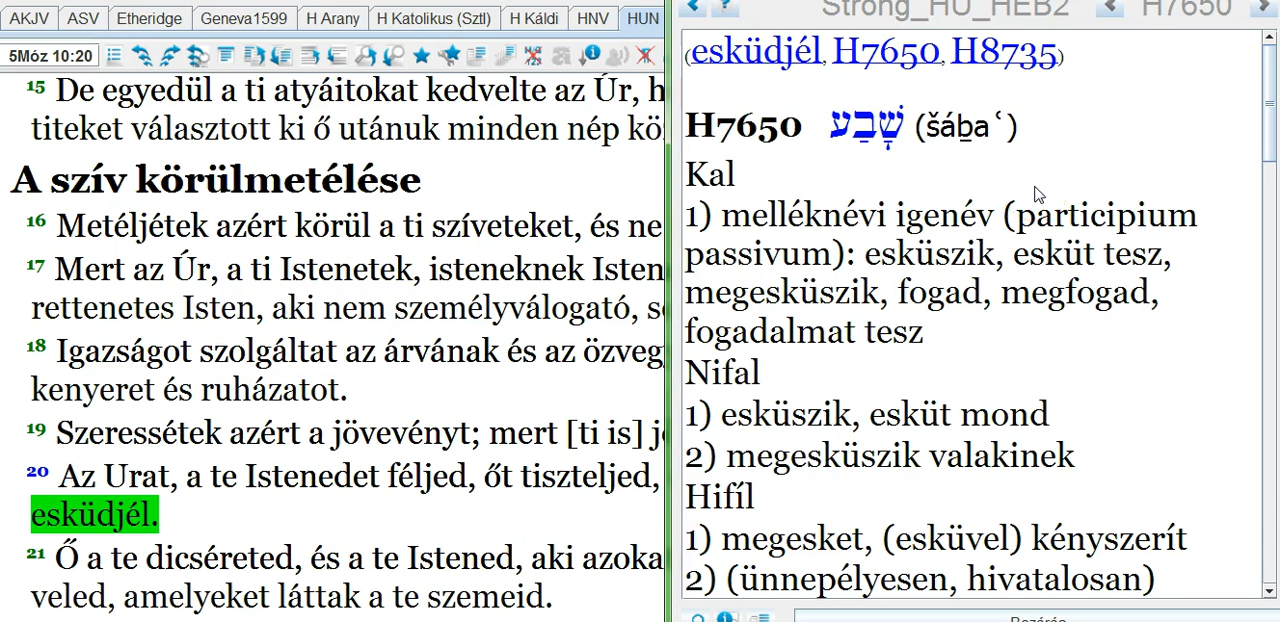 AKJV ASV Etheridge Geneva1599 H Arany H Katolikus (Sztl) H Káldi HNV HUN
5Móz 10:20
15 De egyedül a ti atyáitokat kedvelte az Úr, h
titeket választott ki ő utánuk minden nép kö
A szív körülmetélése
16 Metéljétek azért körül a ti szíveteket, és ne
17 Mert az Úr, a ti Istenetek, isteneknek Isten
rettenetes Isten, aki nem személyválogató, s
18 Igazságot szolgáltat az árvának és az özveg
kenyeret és ruházatot.
19 Szeressétek azért a jövevényt; mert [ti is] j
20 Az Urat, a te Istenedet féljed, őt tiszteljed,
esküdjél.
21 Ő a te dicséreted, és a te Istened, aki azoka
veled, amelyeket láttak a te szemeid.
Strong_HU_HEB2 H7650
(esküdjél, H7650, H8735)
H7650 שָׁבַע (šáḇaʿ)
Kal
1) melléknévi igenév (participium
passivum): esküszik, esküt tesz,
megesküszik, fogad, megfogad,
fogadalmat tesz
Nifal
1) esküszik, esküt mond
2) megesküszik valakinek
Hifíl
1) megesket, (esküvel) kényszerít
2) (ünnepélyesen, hivatalosan)